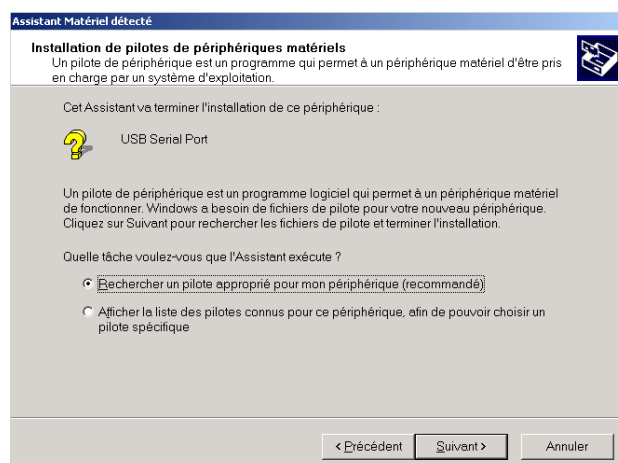 Assistant Matériel détecté
Installation de pilotes de périphériques matériels
Un pilote de périphérique est un programme qui permet à un périphérique matériel d'être pris
en charge par un système d'exploitation.
Cet Assistant va terminer l'installation de ce périphérique :
USB Serial Port
Un pilote de périphérique est un programme logiciel qui permet à un périphérique matériel
de fonctionner. Windows a besoin de fichiers de pilote pour votre nouveau périphérique.
Cliquez sur Suivant pour rechercher les fichiers de pilote et terminer l'installation.
Quelle tâche voulez-vous que l'Assistant exécute ?
Rechercher un pilote approprié pour mon périphérique (recommandé)
Afficher la liste des pilotes connus pour ce périphérique, afin de pouvoir choisir un
pilote spécifique
< Précédent Suivant > Annuler